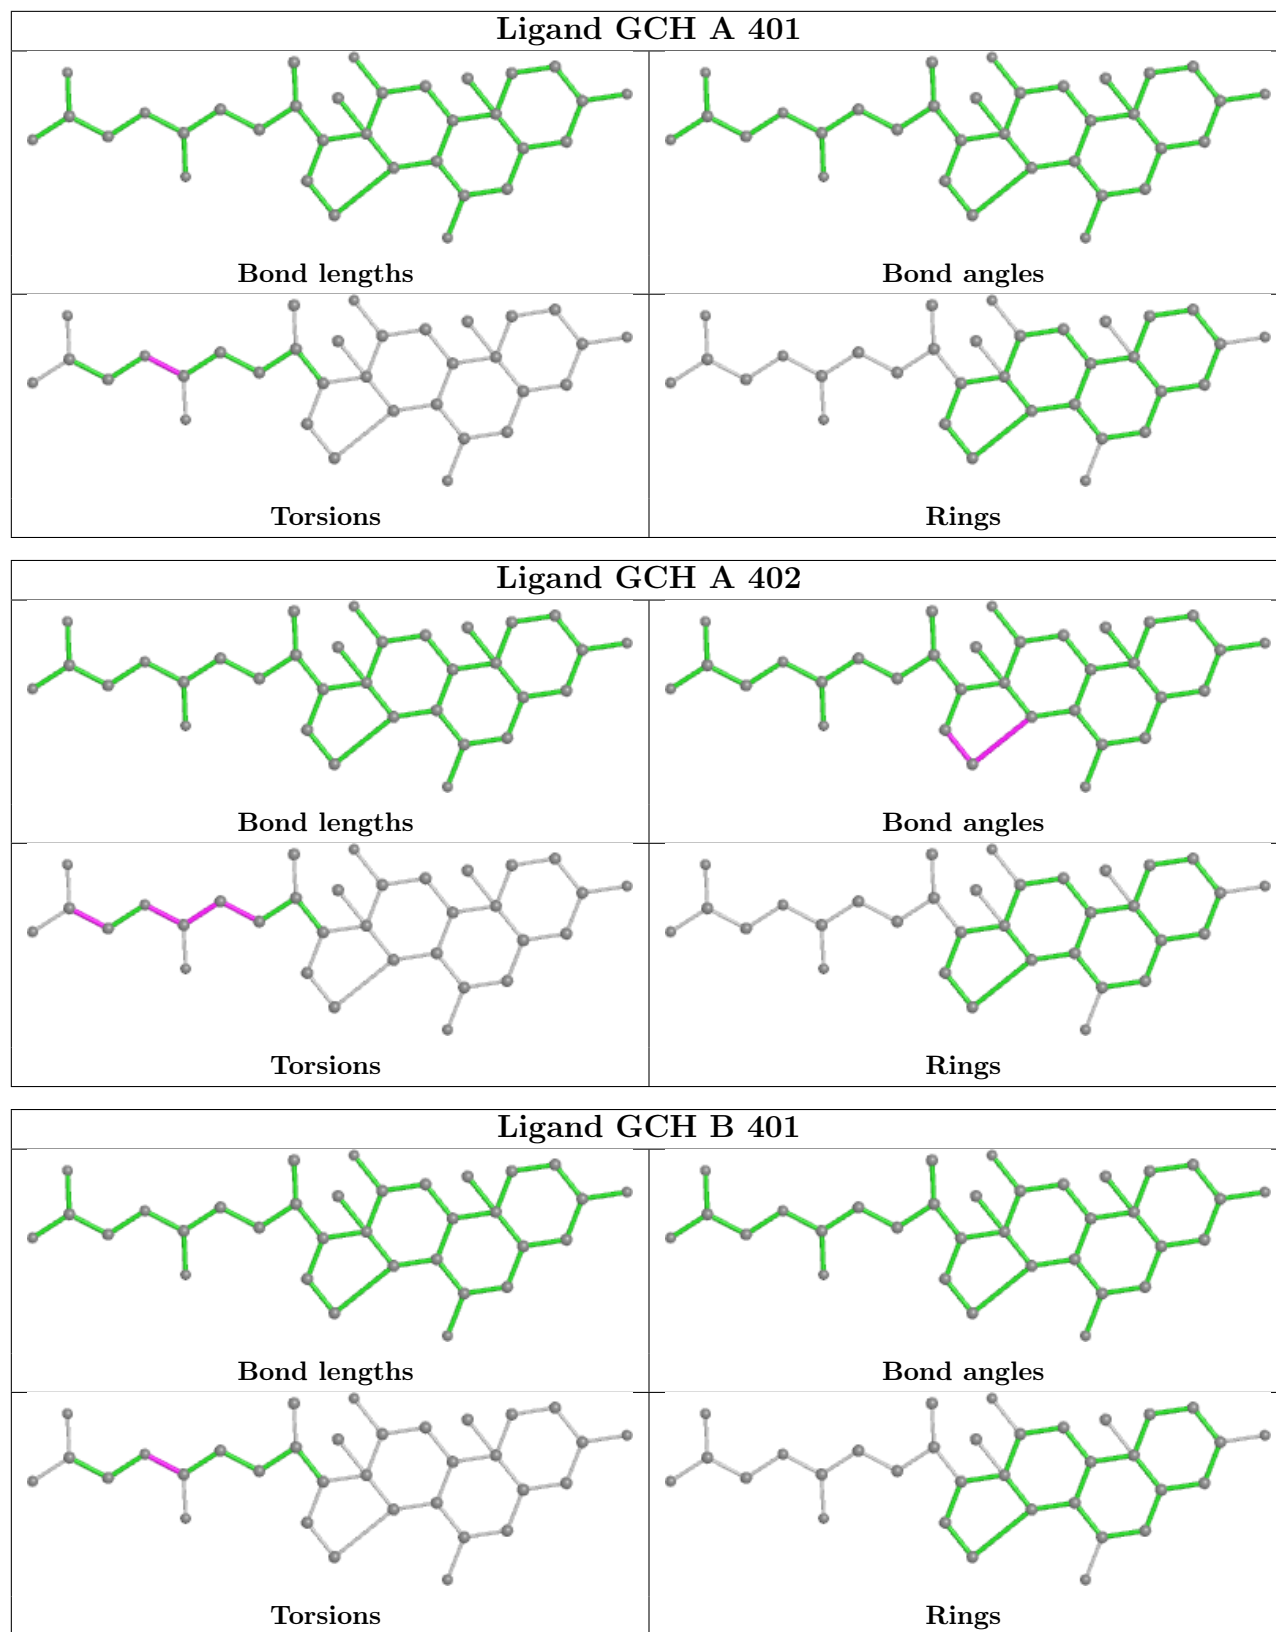 Ligand GCH A 401
Bond lengths
Bond angles
Torsions
Rings
Ligand GCH A 402
Bond lengths
Bond angles
Torsions
Rings
Ligand GCH B 401
Bond lengths
Bond angles
Torsions
Rings